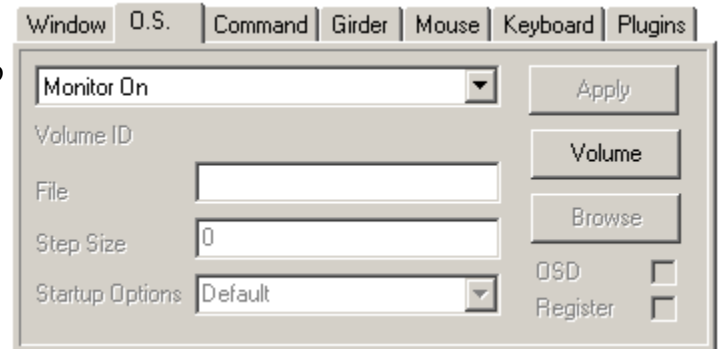 Window O.S. Command Girder Mouse Keyboard Plugins
Monitor On
Apply
Volume ID
Volume
File
Browse
Step Size 0
OSD
Startup Options Default
Register